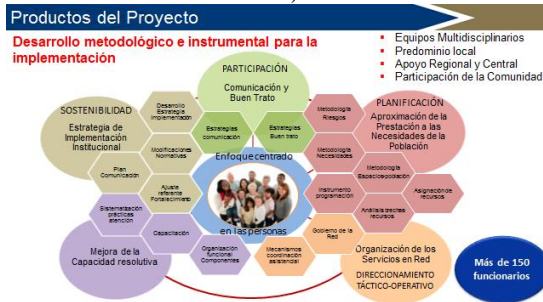 Productos del Proyecto
Desarrollo metodológico e instrumental para la
implementación
▪ Equipos Multidisciplinarios
▪ Predominio local
▪ Apoyo Regional y Central
▪ Participación de la Comunidad
PARTICIPACIÓN
Comunicación y
Buen Trato
SOSTENIBILIDAD
Estrategia de
Implementación
Institucional
PLANIFICACIÓN
Aproximación de la
Prestación a las
Necesidades de la
Población
Desarrollo
Estrategia
Implementación
Estrategias
comunicación
Estrategias
Buen trato
Metodología
Riesgos
Modificaciones
Normativas
Metodología
Necesidades
Plan
Comunicación
Enfoque centrado
Metodología
Espacio-población
Ajuste
referente
Fortalecimiento
Instrumento
programación
Asignación de
recursos
Sistematización
prácticas
atención
Análisis brechas
recursos
en las personas
Capacitación
Gobierno de
la Red
Mejora de la
Capacidad resolutiva
Organización
funcional
Componentes
Mecanismos
coordinación
asistencial
Organización de los
Servicios en Red
DIRECCIONAMIENTO
TÁCTICO-OPERATIVO
Más de 150
funcionarios